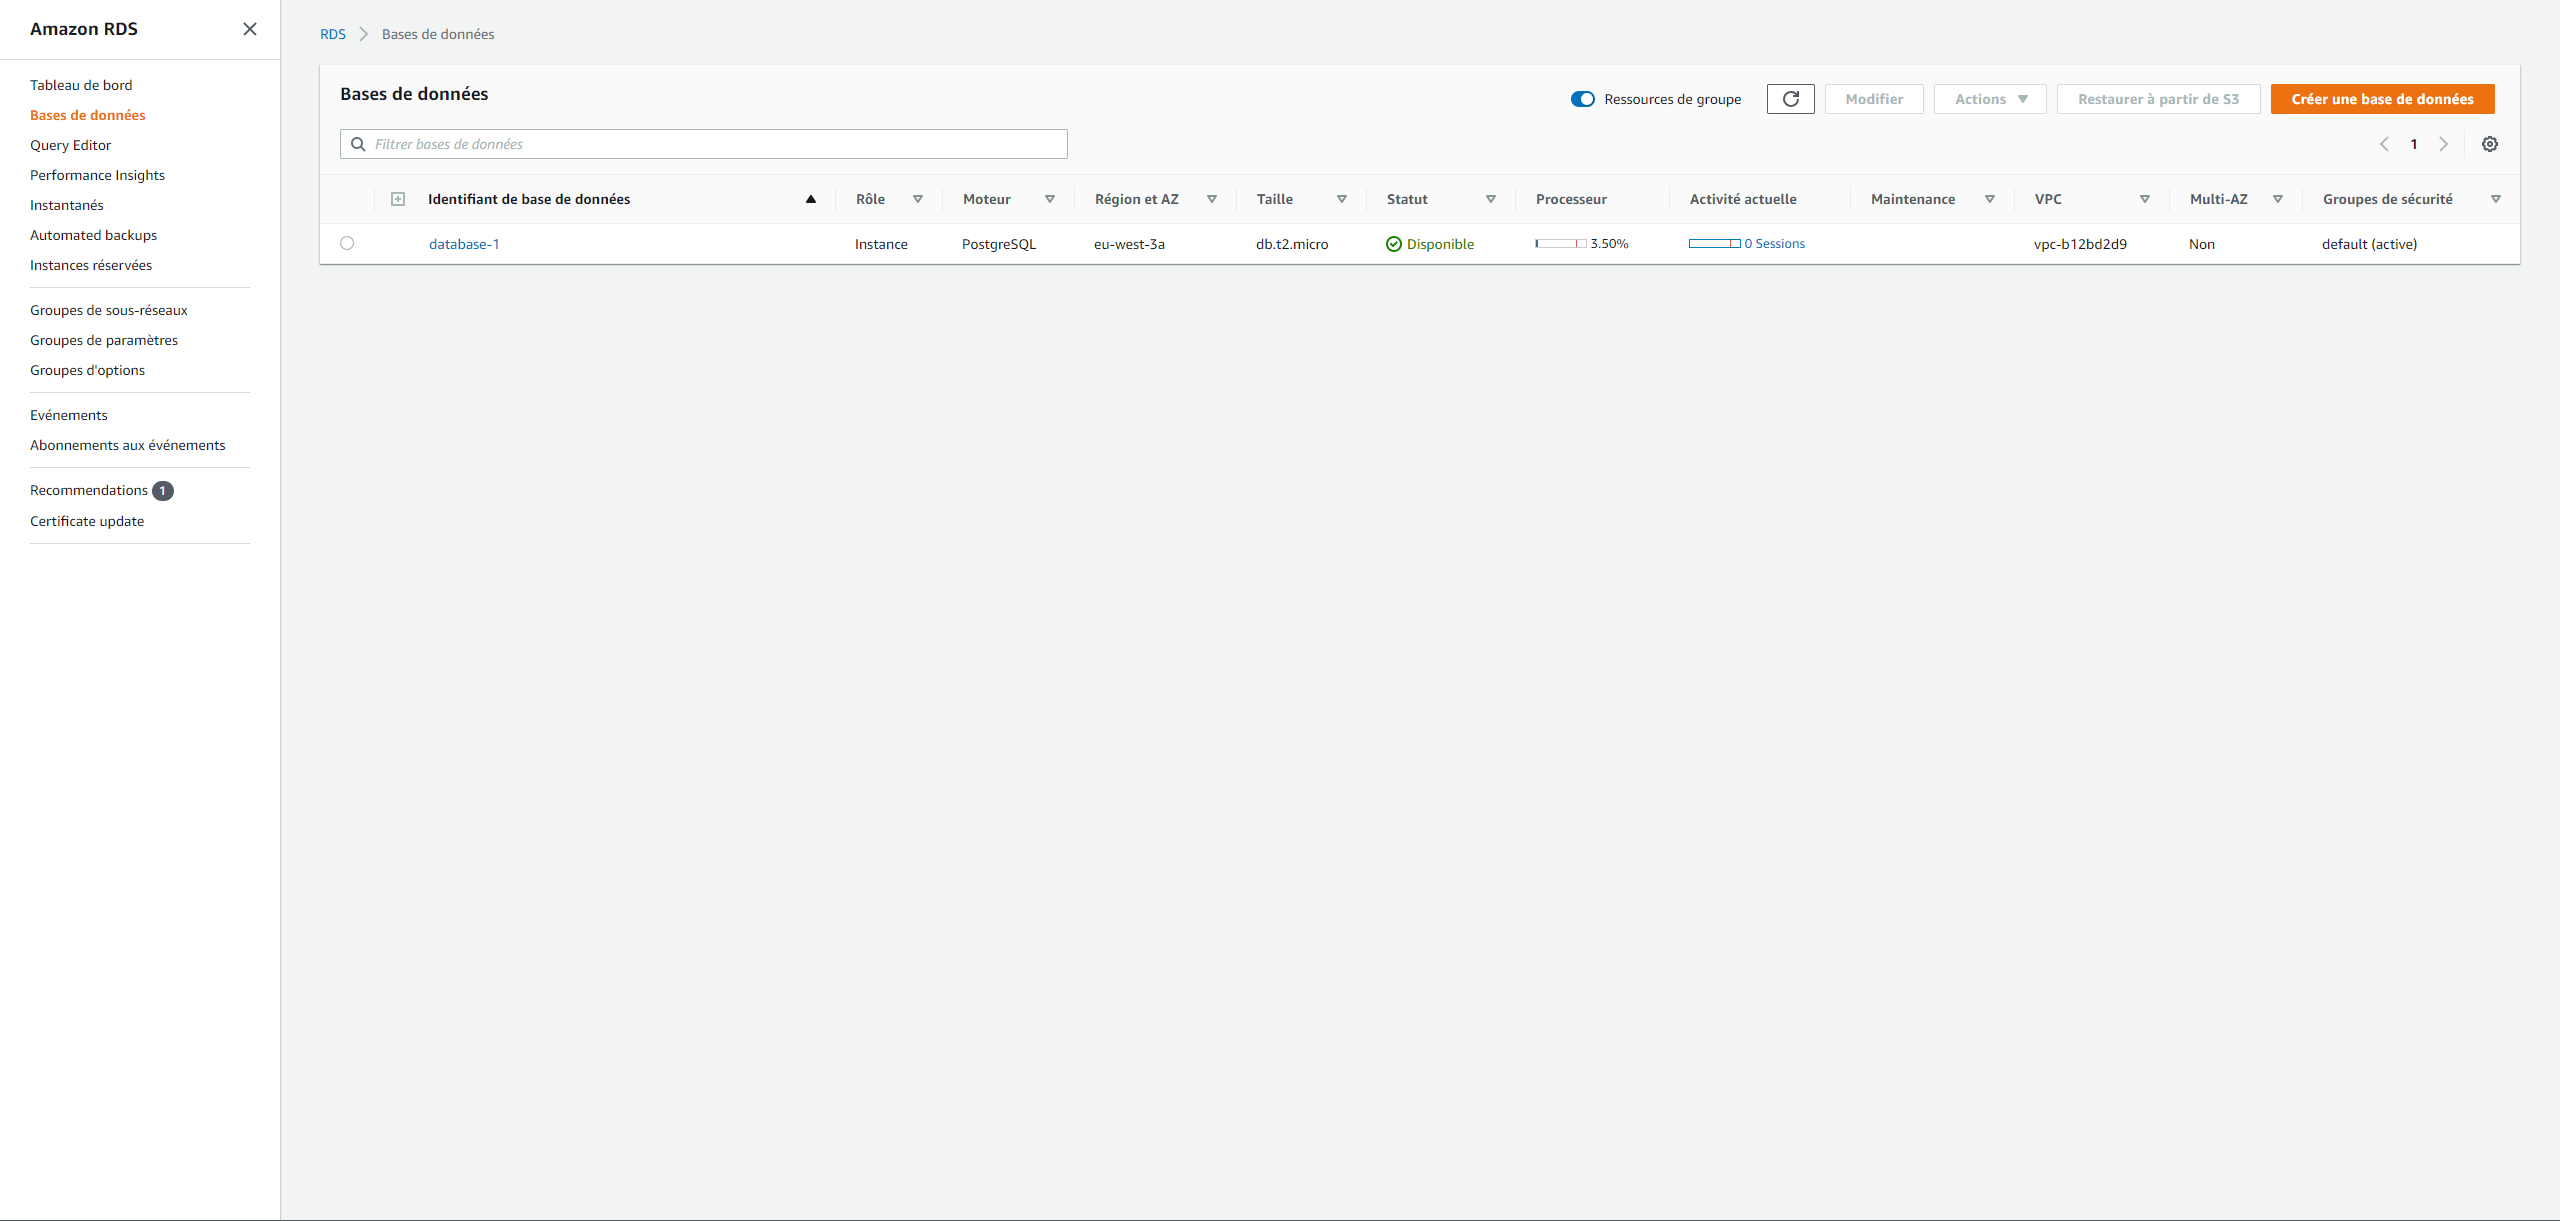 Amazon RDS
Tableau de bord
Bases de données
Query Editor
Performance Insights
Instantanés
Automated backups
Instances réservées
Groupes de sous-réseaux
Groupes de paramètres
Groupes d'options
Evénements
Abonnements aux événements
Recommendations 1
Certificate update
RDS Bases de données
Bases de données
Ressources de groupe Modifier Actions Restaurer à partir de S3 Créer une base de données
Filtrer bases de données
1
Identifiant de base de données Rôle Moteur Région et AZ Taille Statut Processeur Activité actuelle Maintenance VPC Multi-AZ Groupes de sécurité
database-1 Instance PostgreSQL eu-west-3a db.t2.micro Disponible 3.50% 0 Sessions vpc-b12bd2d9 Non default (active)